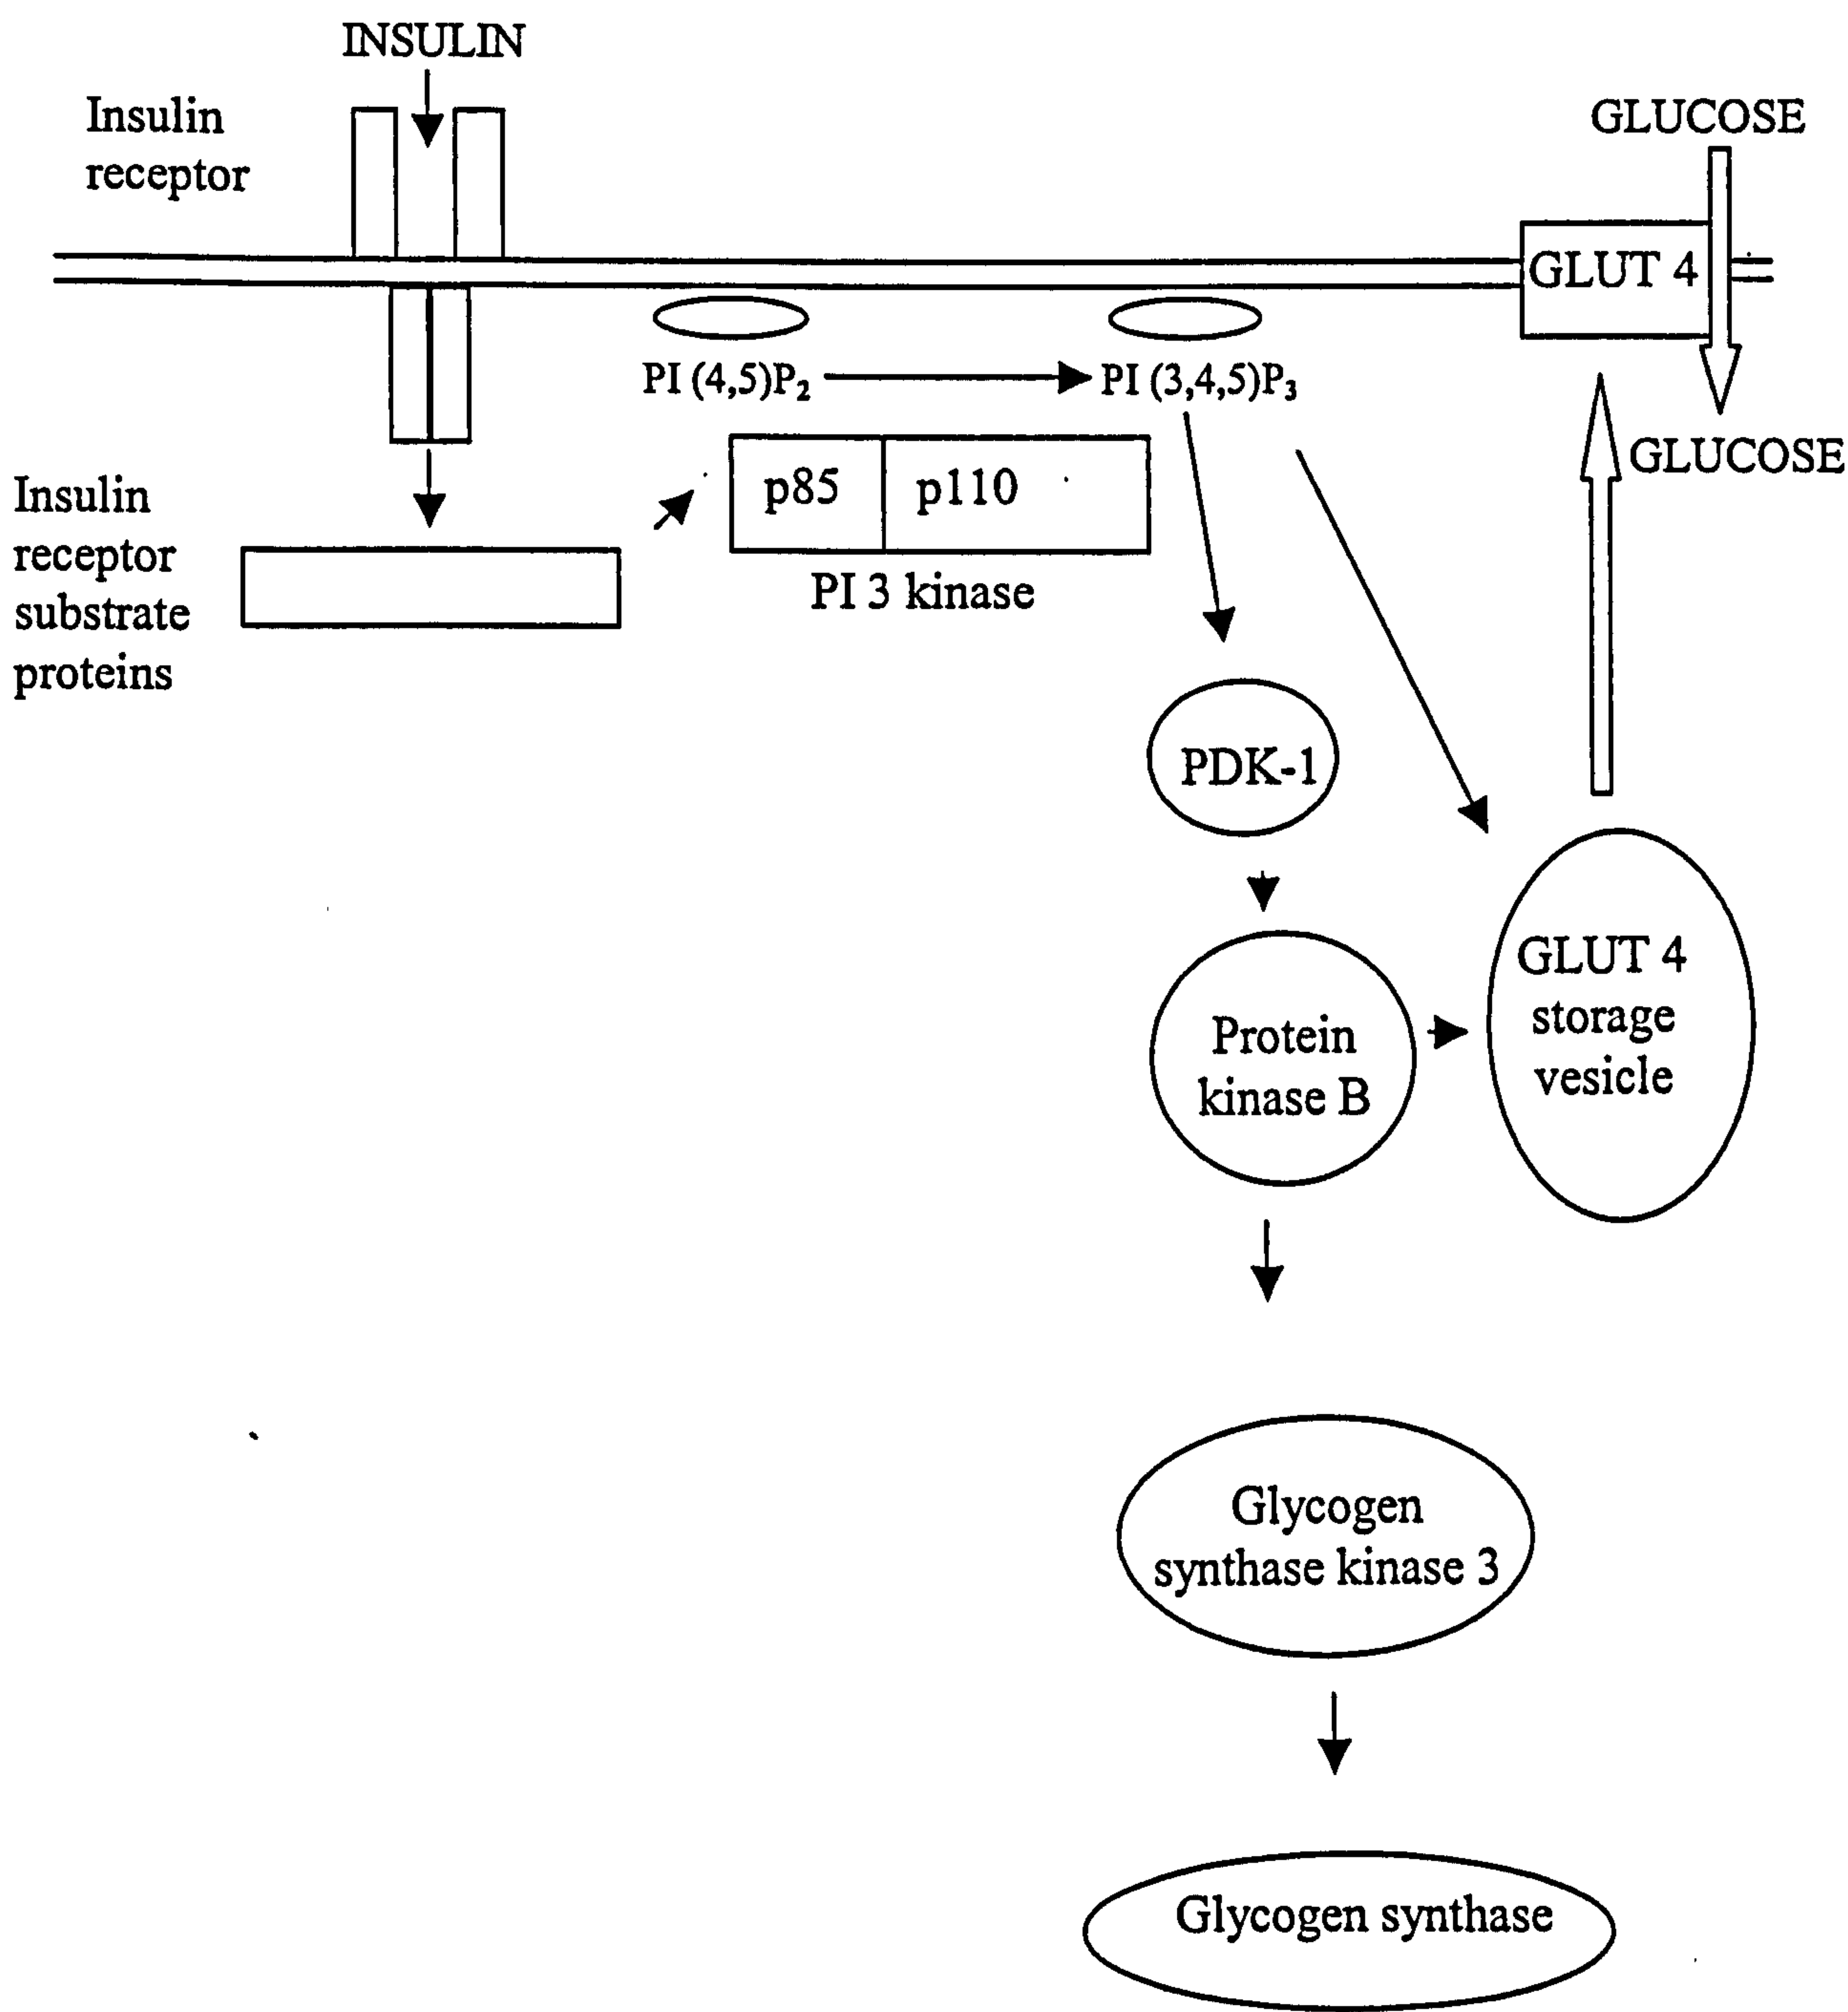 INSULIN
Insulin
receptor
GLUCOSE
GLUT 4
PI (4,5)P₂
PI (3,4,5)P₃
GLUCOSE
p85
p110
PI 3 kinase
Insulin
receptor
substrate
proteins
PDK-1
Protein
kinase B
GLUT 4
storage
vesicle
Glycogen
synthase kinase 3
Glycogen synthase